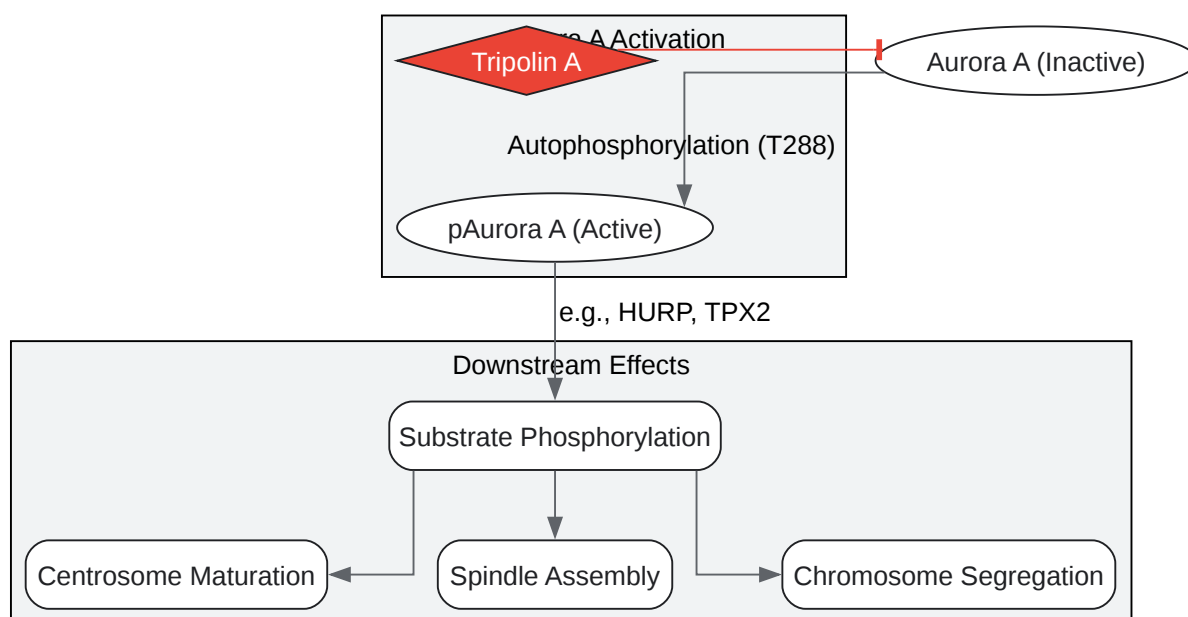 A Activation
Tripolin A
Aurora A (Inactive)
Autophosphorylation (T288)
pAurora A (Active)
e.g., HURP, TPX2
Downstream Effects
Substrate Phosphorylation
Centrosome Maturation
Spindle Assembly
Chromosome Segregation